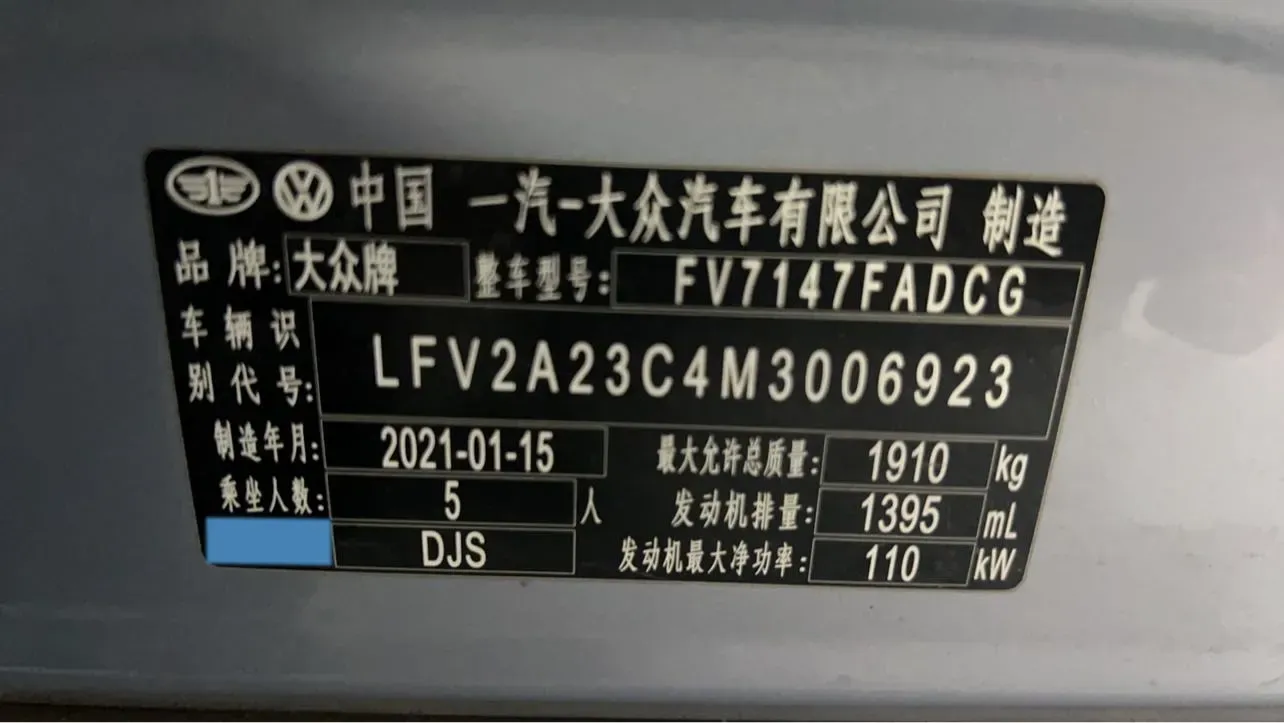 中国 一汽-大众汽车有限公司 制造
品牌: 大众牌 整车型号: FV7147FADCG
车辆识别代号: LFV2A23C4M3006923
制造年月: 2021-01-15 最大允许总质量: 1910 kg
乘坐人数: 5 人 发动机排量: 1395 mL
DJS 发动机最大净功率: 110 kW